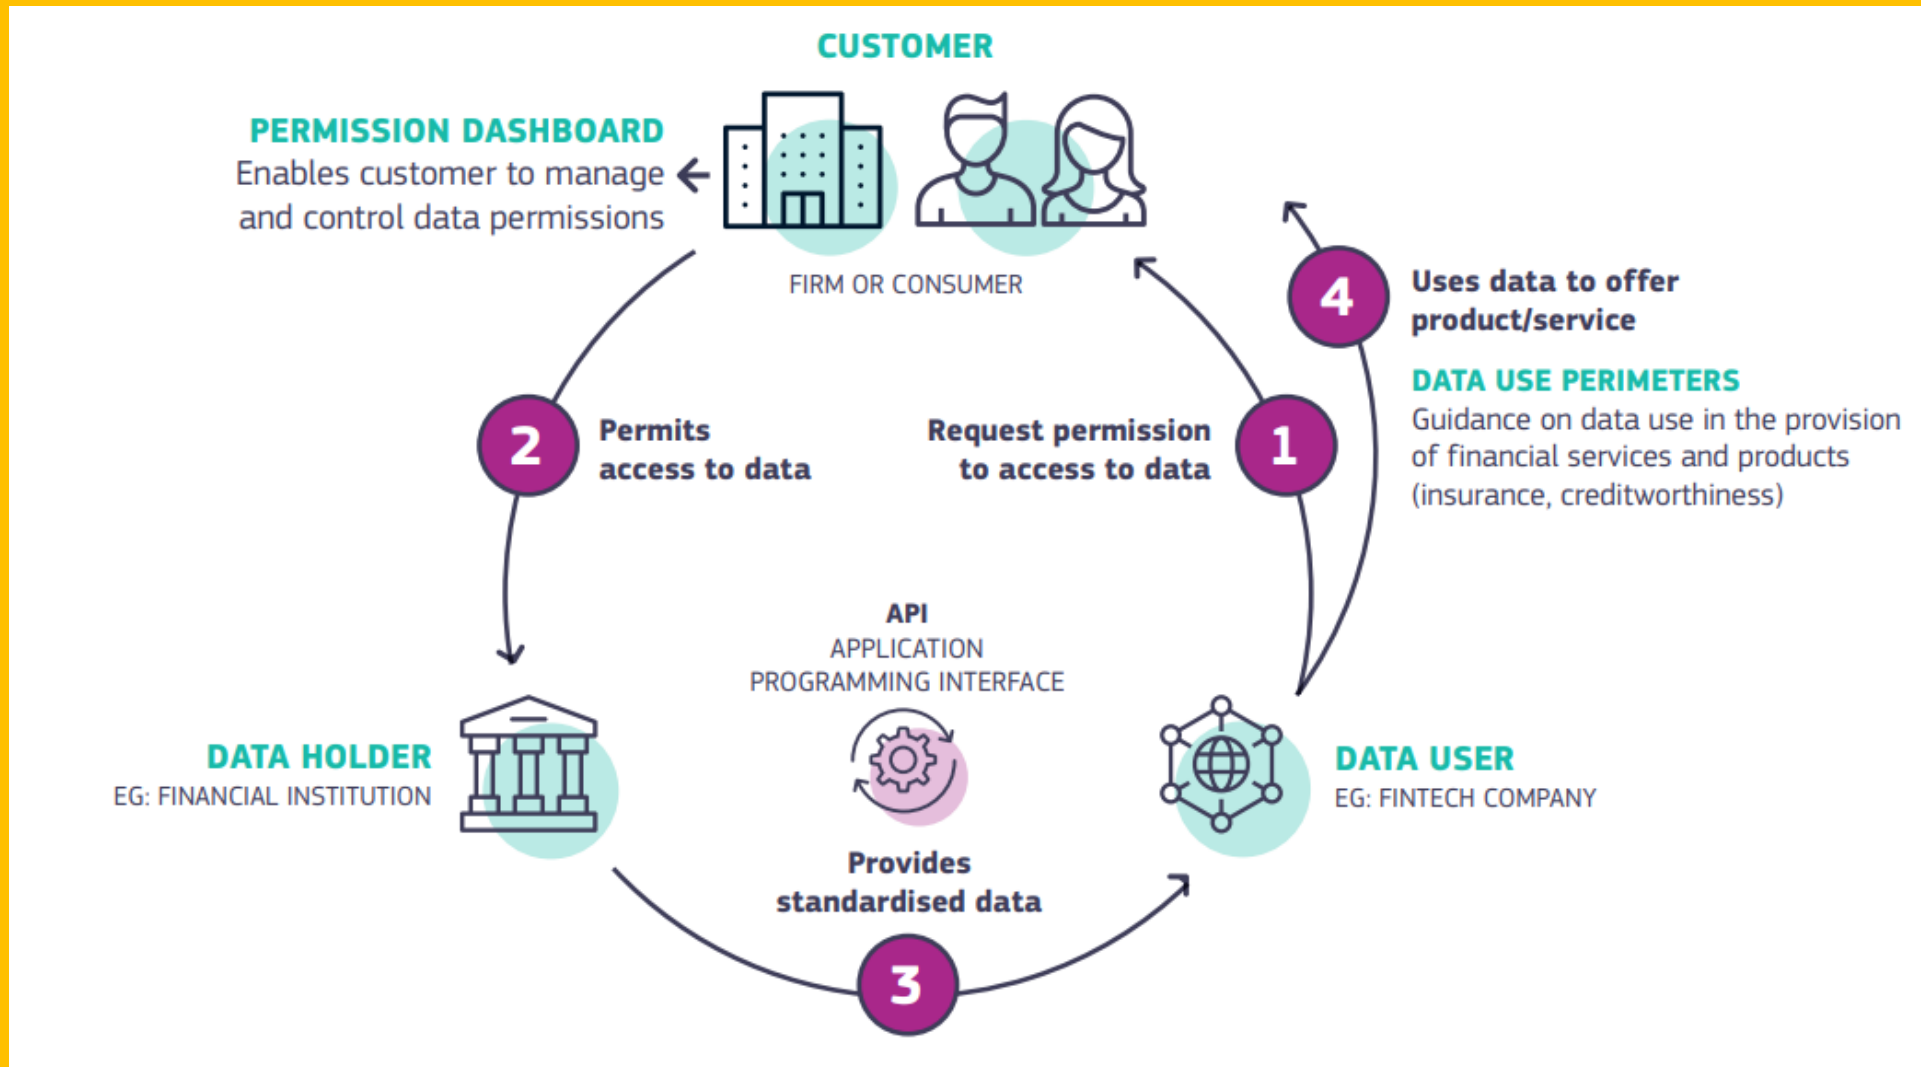 CUSTOMER
PERMISSION DASHBOARD
Enables customer to manage
and control data permissions
FIRM OR CONSUMER
4
Uses data to offer
product/service
DATA USE PERIMETERS
Guidance on data use in the provision
of financial services and products
(insurance, creditworthiness)
2
Permits
access to data
Request permission
to access to data
1
API
APPLICATION
PROGRAMMING INTERFACE
DATA HOLDER
EG: FINANCIAL INSTITUTION
DATA USER
EG: FINTECH COMPANY
Provides
standardised data
3